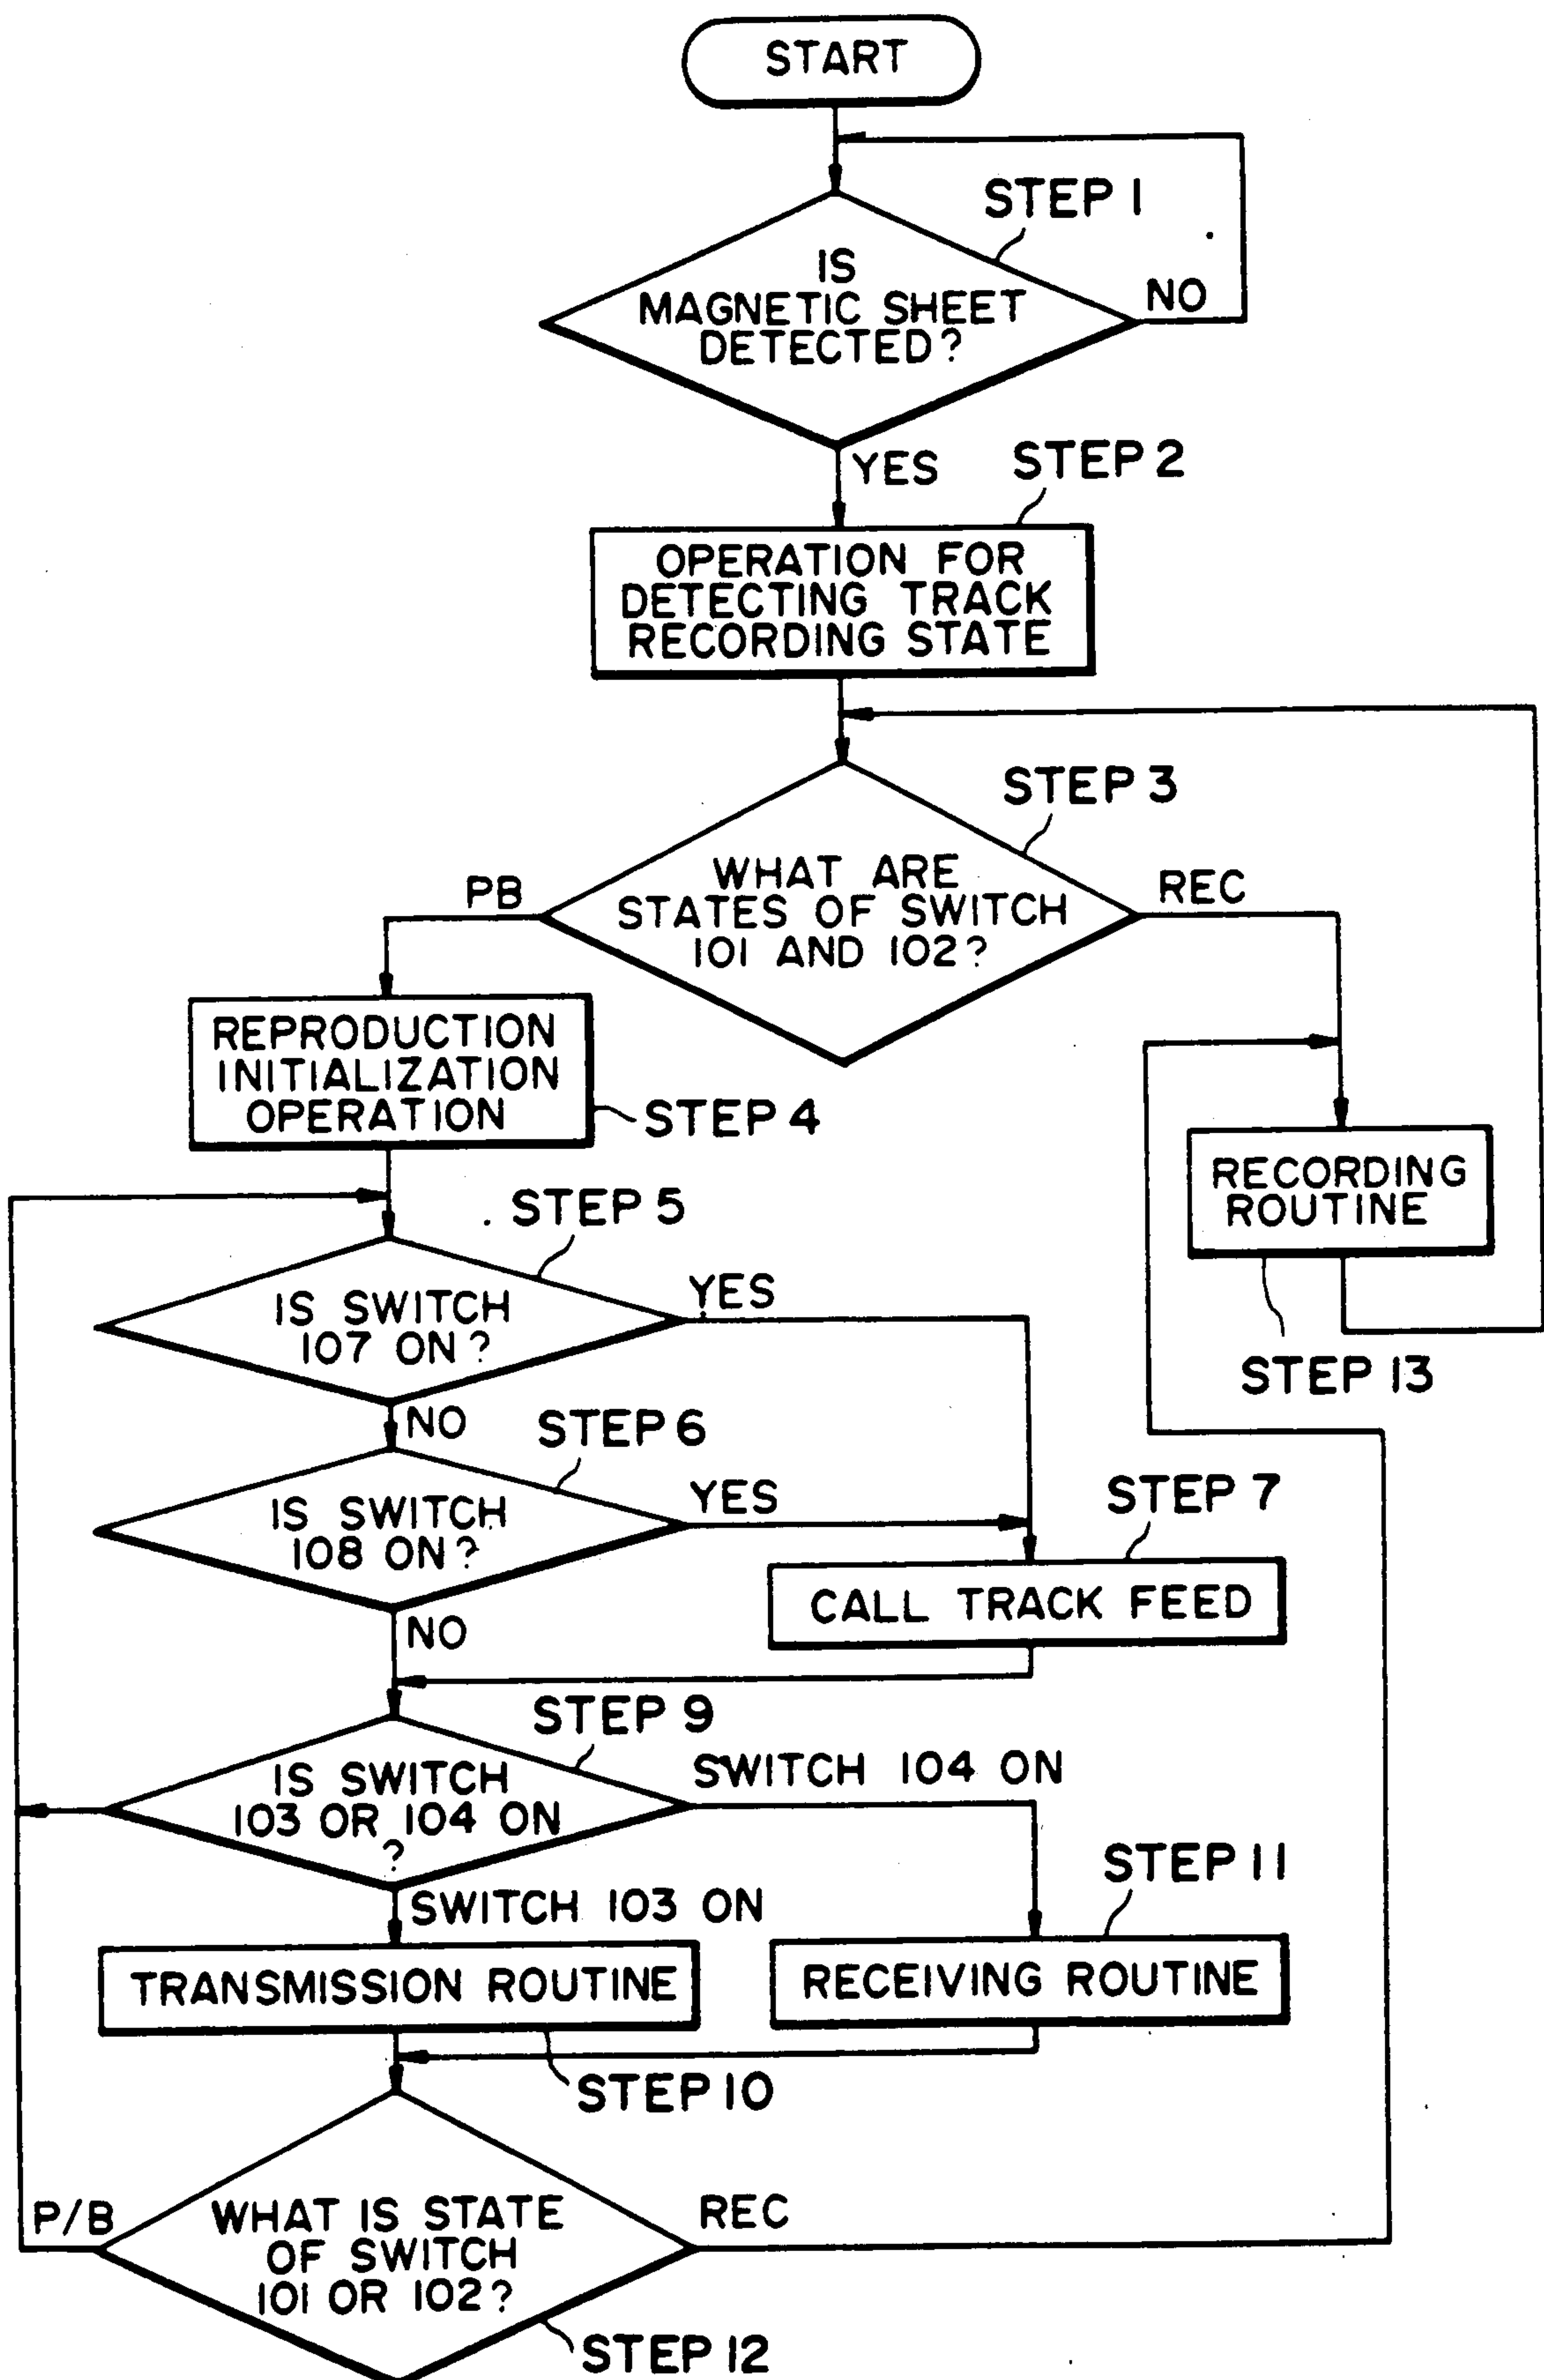 START
STEP 1
IS
MAGNETIC SHEET
DETECTED?
NO
YES
STEP 2
OPERATION FOR
DETECTING TRACK
RECORDING STATE
STEP 3
WHAT ARE
STATES OF SWITCH
101 AND 102?
PB
REC
REPRODUCTION
INITIALIZATION
OPERATION
STEP 4
RECORDING
ROUTINE
STEP 13
STEP 5
IS SWITCH
107 ON?
YES
NO
STEP 6
IS SWITCH
108 ON?
YES
NO
STEP 7
CALL TRACK FEED
STEP 9
IS SWITCH
103 OR 104 ON
?
SWITCH 104 ON
SWITCH 103 ON
STEP 11
TRANSMISSION ROUTINE
RECEIVING ROUTINE
STEP 10
P/B
WHAT IS STATE
OF SWITCH
101 OR 102?
REC
STEP 12